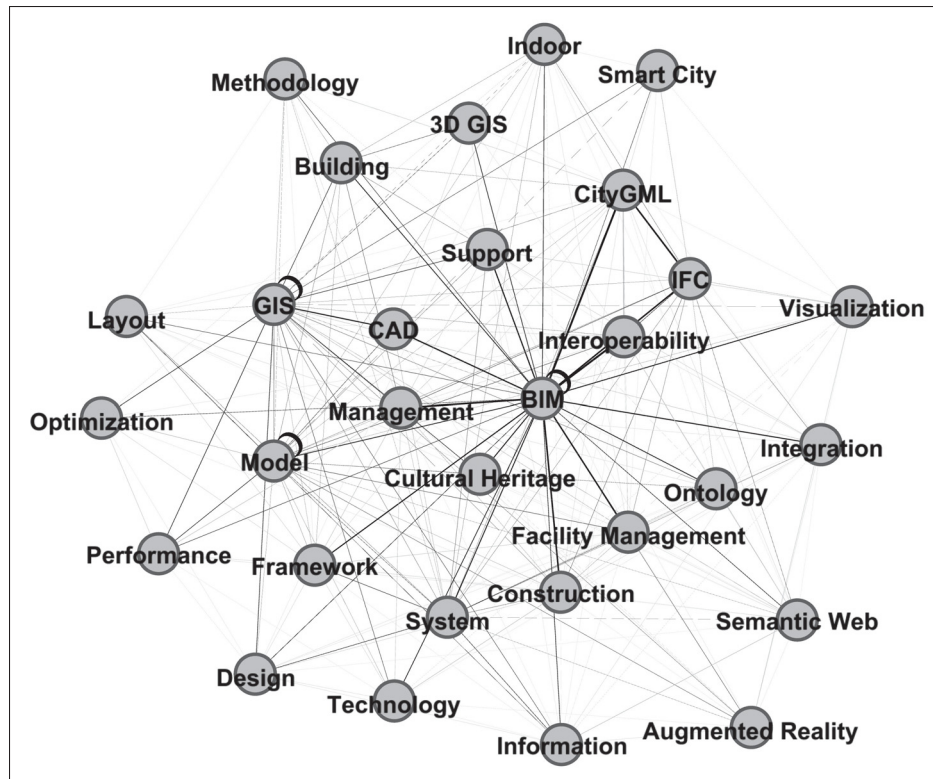 Indoor
Smart City
Methodology
3D GIS
Building
CityGML
Support
IFC
GIS
Visualization
Layout
CAD
Interoperability
BIM
Management
Optimization
Integration
Model
Cultural Heritage
Ontology
Facility Management
Performance
Framework
Construction
System
Semantic Web
Design
Technology
Augmented Reality
Information